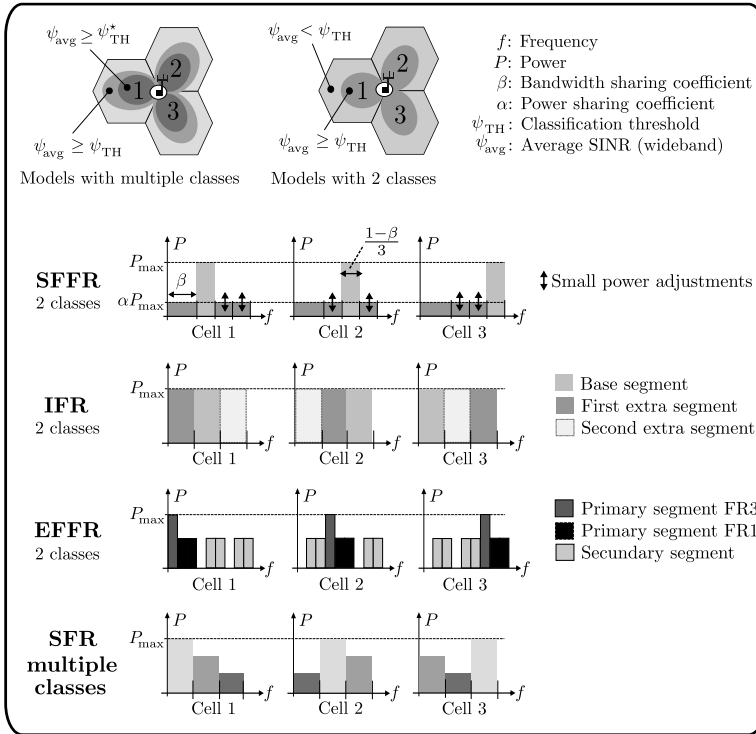 ψavg ≥ ψ⋆TH
ψavg < ψTH
1
2
3
1
2
3
ψavg ≥ ψTH
ψavg ≥ ψTH
Models with multiple classes
Models with 2 classes
f: Frequency
P: Power
β: Bandwidth sharing coefficient
α: Power sharing coefficient
ψTH: Classification threshold
ψavg: Average SINR (wideband)
SFFR
2 classes
P P P
Pmax
β
(1−β)/3
αPmax
f f f
Cell 1 Cell 2 Cell 3
Small power adjustments
IFR
2 classes
P P P
Pmax
f f f
Cell 1 Cell 2 Cell 3
Base segment
First extra segment
Second extra segment
EFFR
2 classes
P P P
Pmax
f f f
Cell 1 Cell 2 Cell 3
Primary segment FR3
Primary segment FR1
Secundary segment
SFR
multiple
classes
P P P
Pmax
f f f
Cell 1 Cell 2 Cell 3